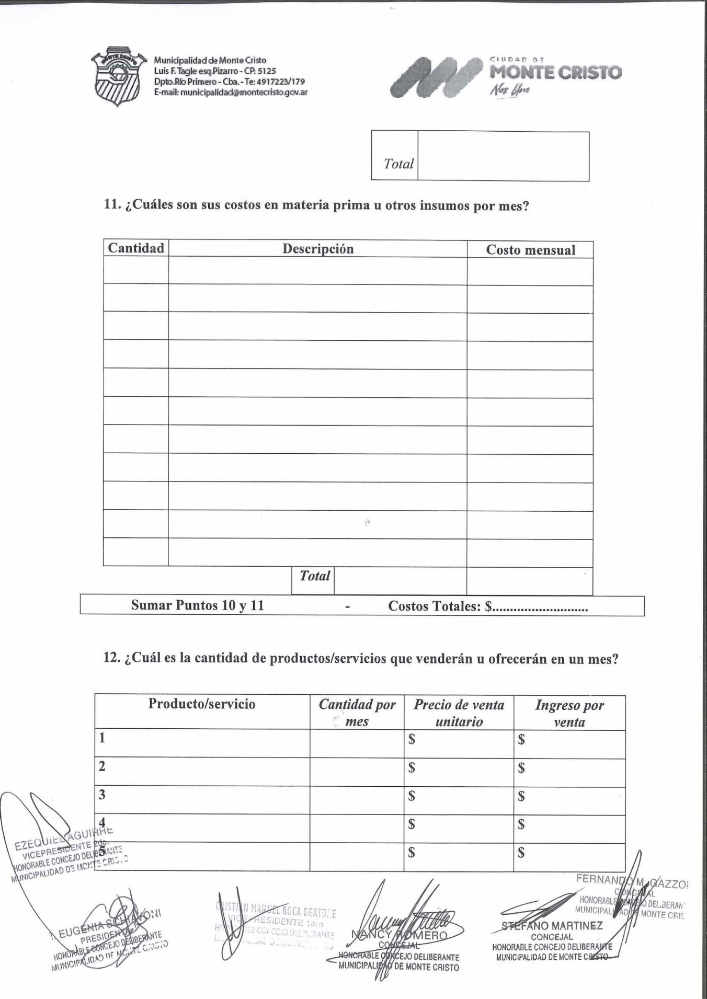 MONTE CRISTO
Municipalidad de Monte Cristo
Luis F. Tagle esq.Pizarro - CP: 5125
Dpto.Río Primero - Cba. - Te: 4917223/179
E-mail: municipalidad@montecristo.gov.ar
CIUDAD DE
MONTE CRISTO
Nos Une
Total
11. ¿Cuáles son sus costos en materia prima u otros insumos por mes?
Cantidad Descripción Costo mensual
Total
Sumar Puntos 10 y 11 - Costos Totales: $............................
12. ¿Cuál es la cantidad de productos/servicios que venderán u ofrecerán en un mes?
Producto/servicio Cantidad por mes Precio de venta unitario Ingreso por venta
1 $ $
2 $ $
3 $ $
4 $ $
5 $ $
EZEQUIEL AGUIRRE
VICEPRESIDENTE 2do.
HONORABLE CONCEJO DELIBERANTE
MUNICIPALIDAD DE MONTE CRISTO
EUGENIA SCHIAVONI
PRESIDENTA
HONORABLE CONCEJO DELIBERANTE
MUNICIPALIDAD DE MONTE CRISTO
CRISTIAN MANUEL ROCA BERTONE
VICEPRESIDENTE 1ero
HONORABLE CONCEJO DELIBERANTE
NANCY ROMERO
CONCEJAL
HONORABLE CONCEJO DELIBERANTE
MUNICIPALIDAD DE MONTE CRISTO
FERNANDO M. GAZZO
CONCEJAL
HONORABLE CONCEJO DELIBERAN
MUNICIPALIDAD DE MONTE CRIS
STEFANO MARTINEZ
CONCEJAL
HONORABLE CONCEJO DELIBERANTE
MUNICIPALIDAD DE MONTE CRISTO